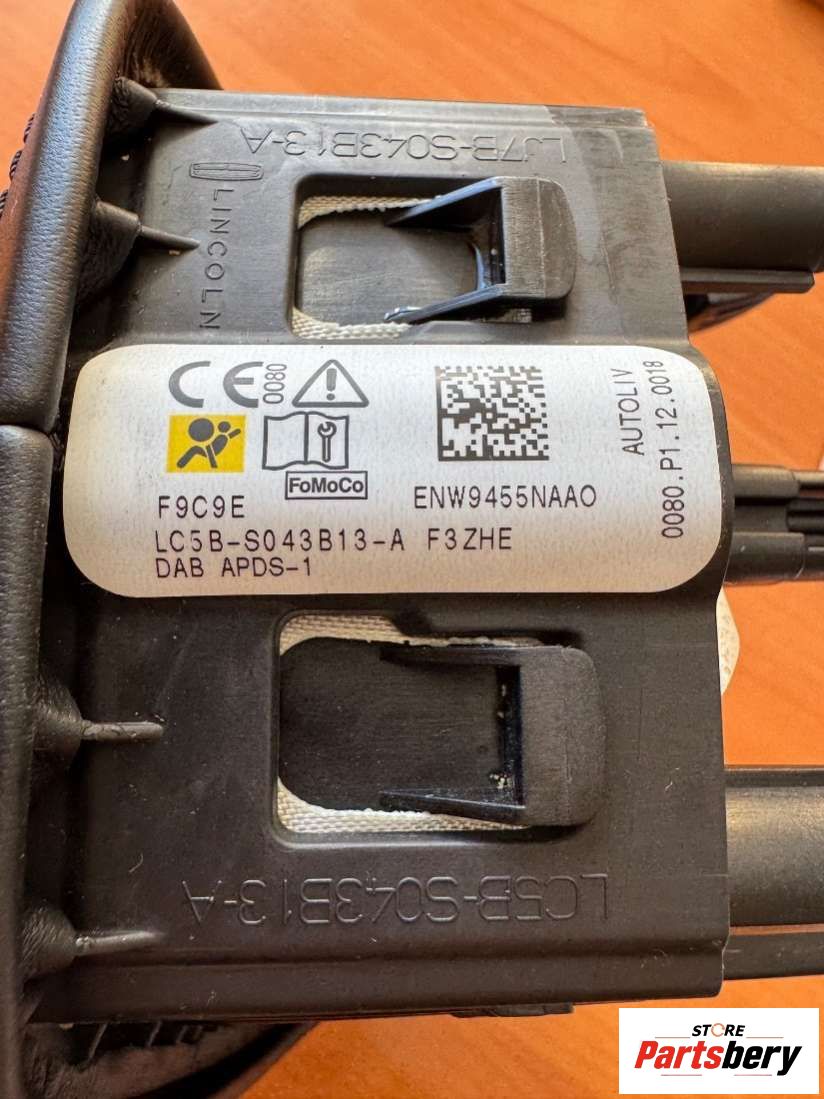 LJ7B-S043B13-A
LINCOLN
CE 0080
AUTOLIV
0080.P1.12.0018
FoMoCo
F9C9E ENW9455NAAO
LC5B-S043B13-A F3ZHE
DAB APDS-1
LC5B-S043B13-A
STORE
Partsbery